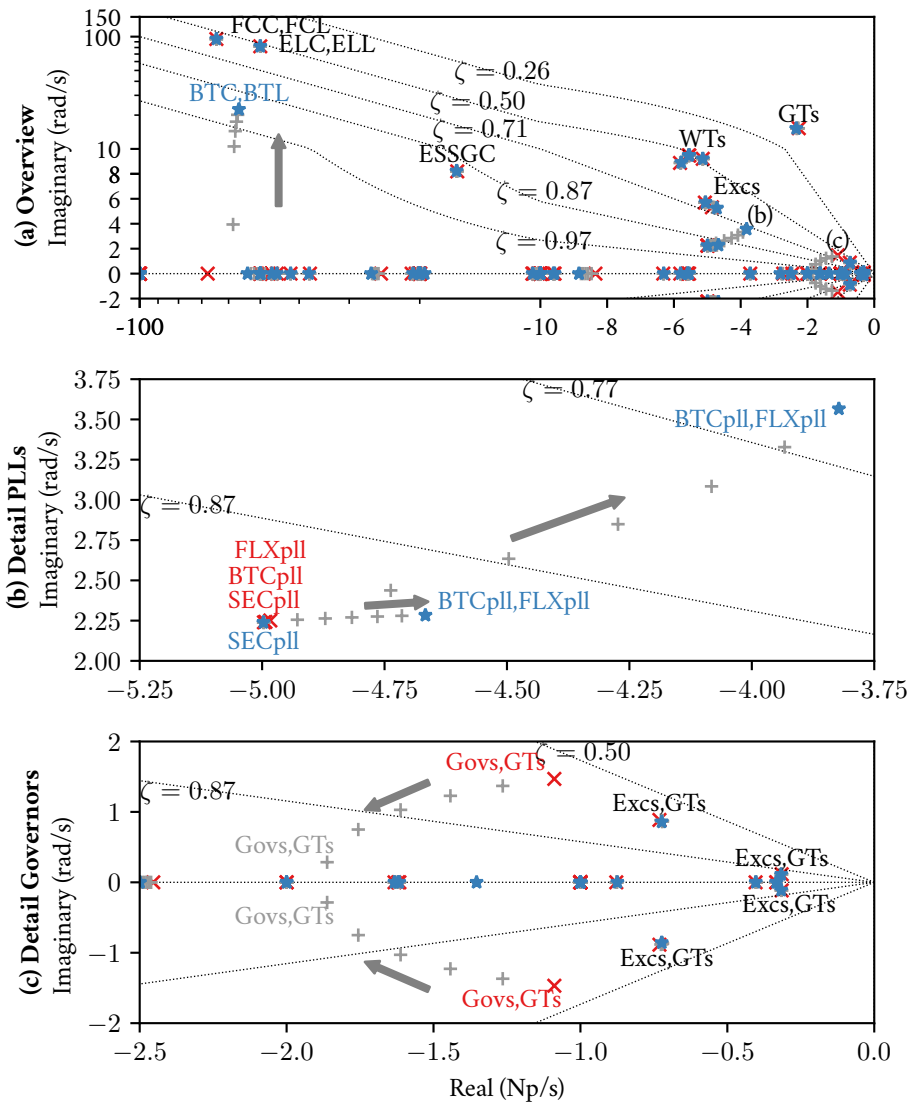 (a) Overview
Imaginary (rad/s)
150
100
10
8
6
4
2
0
-2
FCC,FCL
ELC,ELL
BTC,BTL
ζ = 0.26
ζ = 0.50
ζ = 0.71
ESSGC
ζ = 0.87
ζ = 0.97
GTs
WTs
Excs
(b)
(c)
-100
-10
-8
-6
-4
-2
0
(b) Detail PLLs
Imaginary (rad/s)
3.75
3.50
3.25
3.00
2.75
2.50
2.25
2.00
ζ = 0.77
BTCpll,FLXpll
ζ = 0.87
FLXpll
BTCpll
SECpll
BTCpll,FLXpll
SECpll
−5.25
−5.00
−4.75
−4.50
−4.25
−4.00
−3.75
(c) Detail Governors
Imaginary (rad/s)
2
1
0
−1
−2
ζ = 0.50
Govs,GTs
ζ = 0.87
Excs,GTs
Govs,GTs
Excs,GTs
Govs,GTs
Excs,GTs
Excs,GTs
Govs,GTs
−2.5
−2.0
−1.5
−1.0
−0.5
0.0
Real (Np/s)